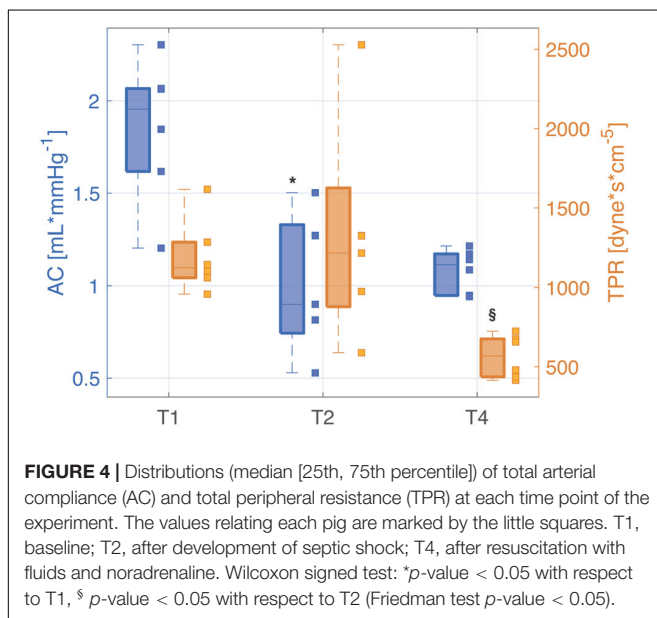 2500
2
2000
*
1.5
1500
1
1000
§
0.5
500
AC [mL*mmHg-1]
TPR [dyne*s*cm-5]
T1
T2
T4
FIGURE 4 | Distributions (median [25th, 75th percentile]) of total arterial
compliance (AC) and total peripheral resistance (TPR) at each time point of the
experiment. The values relating each pig are marked by the little squares. T1,
baseline; T2, after development of septic shock; T4, after resuscitation with
fluids and noradrenaline. Wilcoxon signed test: *p-value < 0.05 with respect
to T1, § p-value < 0.05 with respect to T2 (Friedman test p-value < 0.05).